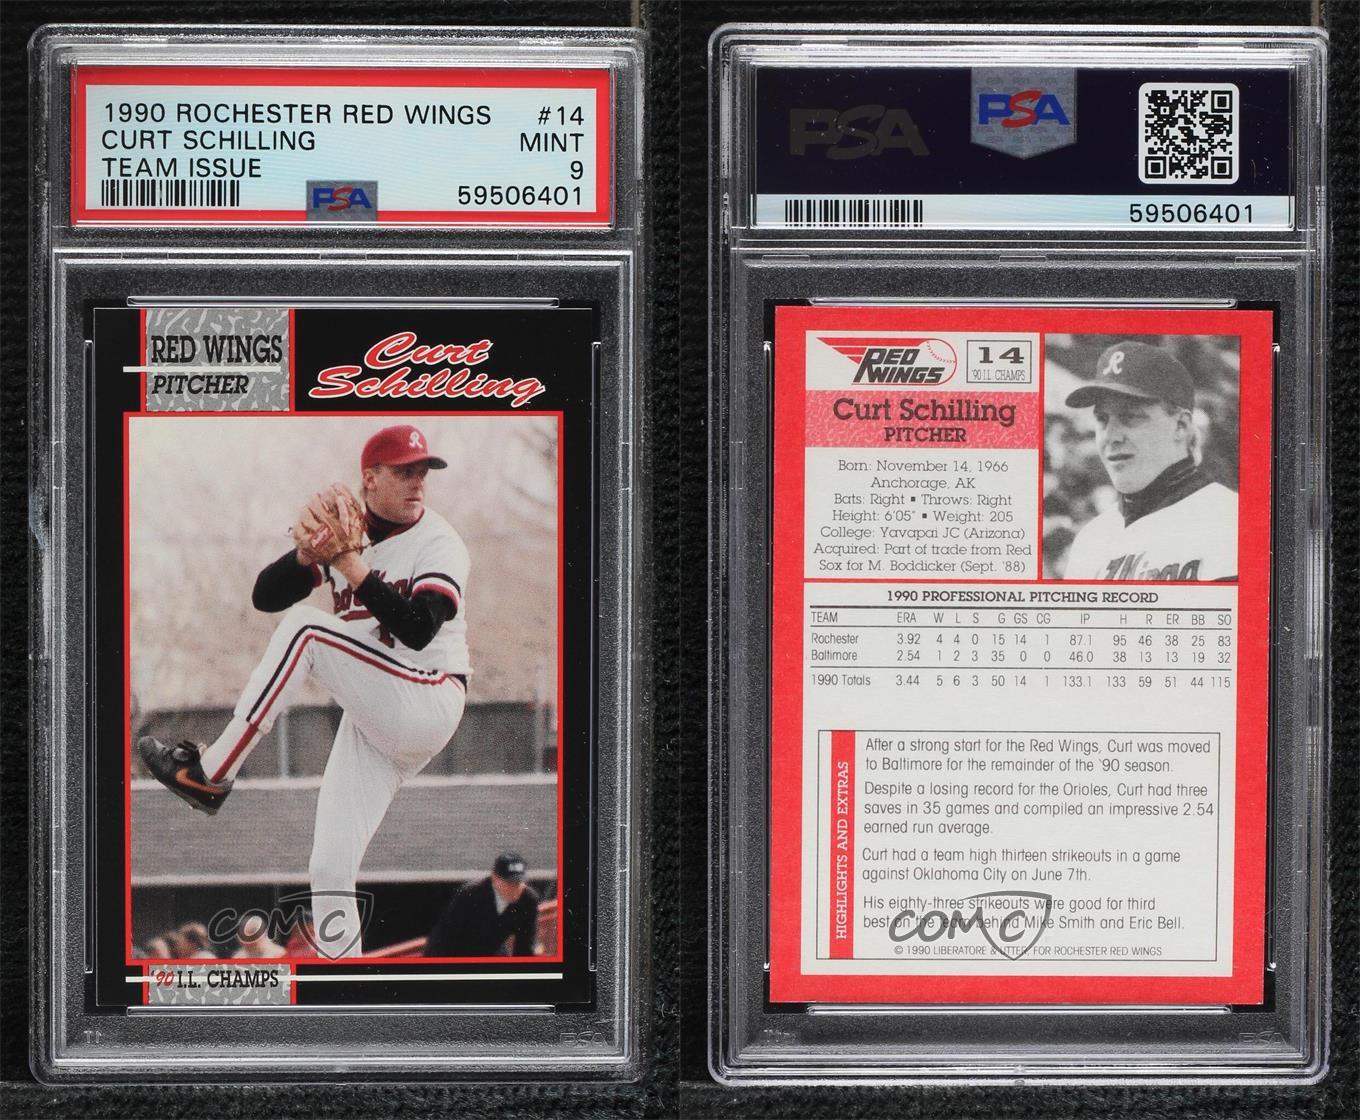 1990 ROCHESTER RED WINGS #14
CURT SCHILLING MINT
TEAM ISSUE 9
PSA 59506401
RED WINGS
PITCHER
Curt
Schilling
R
COMC
'90 I.L. CHAMPS
PSA
PSA PSA
59506401
RED WINGS
14
'90 I.L. CHAMPS
Curt Schilling
PITCHER
Born: November 14, 1966
Anchorage, AK
Bats: Right ▪ Throws: Right
Height: 6'05" ▪ Weight: 205
College: Yavapai JC (Arizona)
Acquired: Part of trade from Red
Sox for M. Boddicker (Sept. '88)
R
1990 PROFESSIONAL PITCHING RECORD
TEAM ERA W L S G GS CG IP H R ER BB SO
Rochester 3.92 4 4 0 15 14 1 87.1 95 46 38 25 83
Baltimore 2.54 1 2 3 35 0 0 46.0 38 13 13 19 32
1990 Totals 3.44 5 6 3 50 14 1 133.1 133 59 51 44 115
HIGHLIGHTS AND EXTRAS
After a strong start for the Red Wings, Curt was moved
to Baltimore for the remainder of the '90 season.
Despite a losing record for the Orioles, Curt had three
saves in 35 games and compiled an impressive 2.54
earned run average.
Curt had a team high thirteen strikeouts in a game
against Oklahoma City on June 7th.
His eighty-three strikeouts were good for third
best on the team behind Mike Smith and Eric Bell.
COMC
© 1990 LIBERATORE & UTTER, FOR ROCHESTER RED WINGS